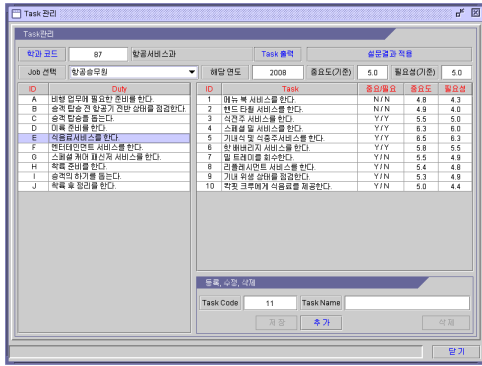 Task 관리
Task관리
학과 코드 87 항공서비스과 Task 출력 설문결과 적용
Job 선택 항공승무원 해당 연도 2008 중요도(기준) 5.0 필요성(기준) 5.0
ID Duty
A 비행 업무에 필요한 준비를 한다.
B 승객 탑승 전 항공기 전반 상태를 점검한다.
C 승객 탑승을 돕는다.
D 이륙 준비를 한다.
E 식음료서비스를 한다.
F 엔터테인먼트 서비스를 한다.
G 스페셜 케어 패신저 서비스를 한다.
H 착륙 준비를 한다.
I 승객의 하기를 돕는다.
J 착륙 후 정리를 한다.
ID Task 중요/필요 중요도 필요성
1 메뉴 북 서비스를 한다. N / N 4.8 4.3
2 핸드 타월 서비스를 한다. N / N 4.9 4.0
3 식전주 서비스를 한다. Y / Y 5.5 5.0
4 스페셜 밀 서비스를 한다. Y / Y 6.3 6.0
5 기내식 및 식중주서비스를 한다. Y / Y 6.5 6.3
6 핫 배버리지 서비스를 한다. Y / Y 5.8 5.5
7 밀 트레이를 회수한다. Y / N 5.5 4.9
8 리플레시먼트 서비스를 한다. Y / N 5.4 4.8
9 기내 위생 상태를 점검한다. Y / N 5.3 4.9
10 칵핏 크루에게 식음료를 제공한다. Y / N 5.0 4.4
등록, 수정, 삭제
Task Code 11 Task Name
저 장 추 가 삭 제
닫 기